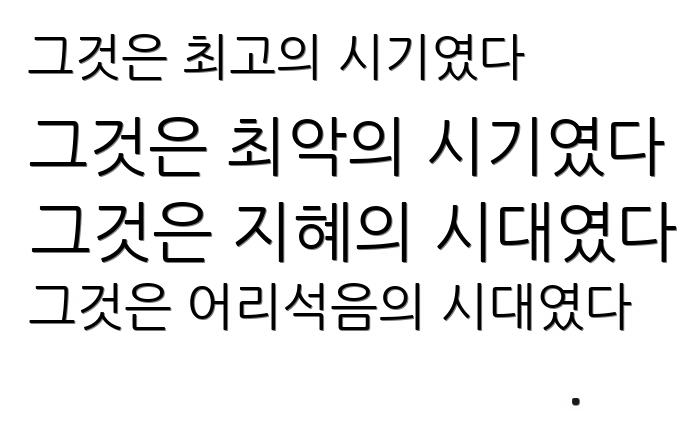 그것은 최고의 시기였다
그것은 최악의 시기였다
그것은 지혜의 시대였다
그것은 어리석음의 시대였다
.